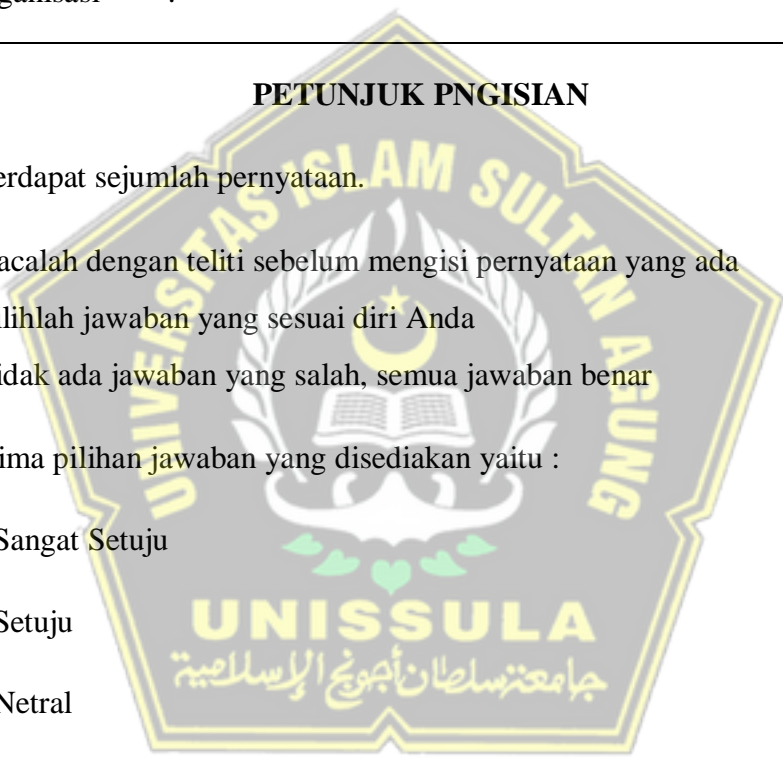 PETUNJUK PNGISIAN
erdapat sejumlah pernyataan.
acalah dengan teliti sebelum mengisi pernyataan yang ada
ilihlah jawaban yang sesuai diri Anda
idak ada jawaban yang salah, semua jawaban benar
ima pilihan jawaban yang disediakan yaitu :
Sangat Setuju
Setuju
Netral
UNIVERSITAS ISLAM SULTAN AGUNG
UNISSULA
جامعة سلطان أجونج الإسلامية